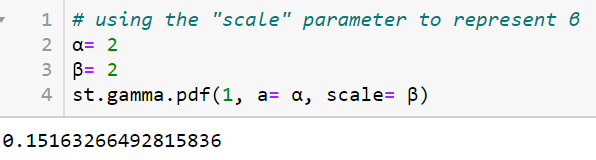 1 # using the "scale" parameter to represent β
2 α= 2
3 β= 2
4 st.gamma.pdf(1, a= α, scale= β)
0.15163266492815836